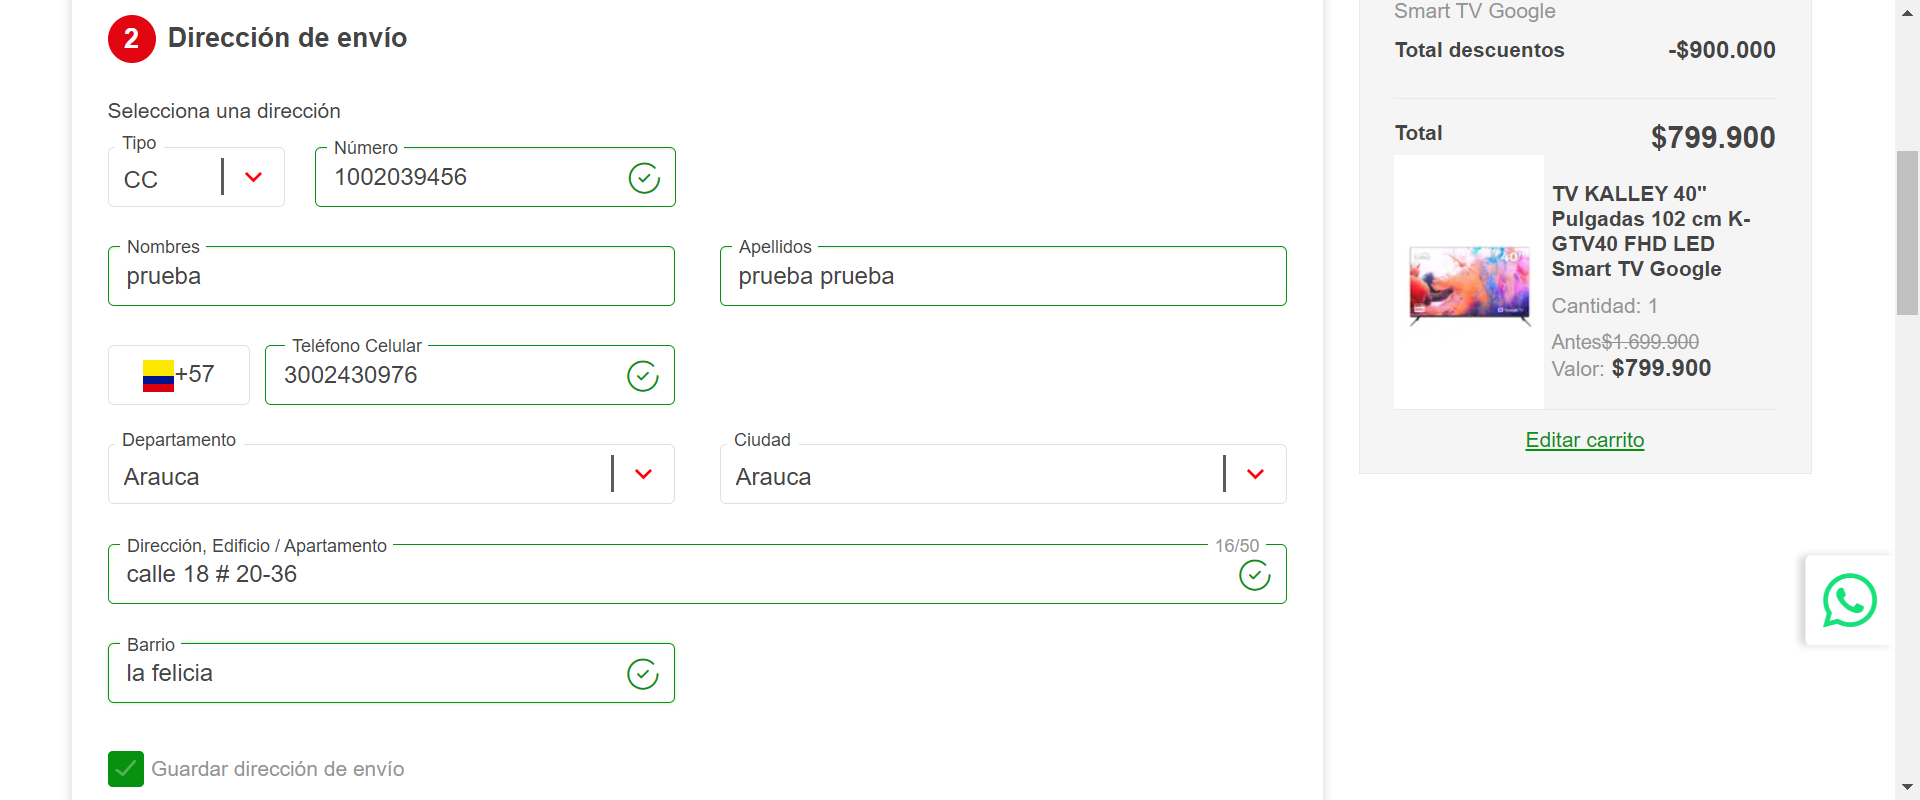 2 Dirección de envío
Selecciona una dirección
Tipo
CC
Número
1002039456
Nombres
prueba
Apellidos
prueba prueba
+57
Teléfono Celular
3002430976
Departamento
Arauca
Ciudad
Arauca
Dirección, Edificio / Apartamento
16/50
calle 18 # 20-36
Barrio
la felicia
Guardar dirección de envío
Smart TV Google
Total descuentos -$900.000
Total $799.900
TV KALLEY 40"
Pulgadas 102 cm K-
GTV40 FHD LED
Smart TV Google
Cantidad: 1
Antes$1.699.900
Valor: $799.900
Editar carrito